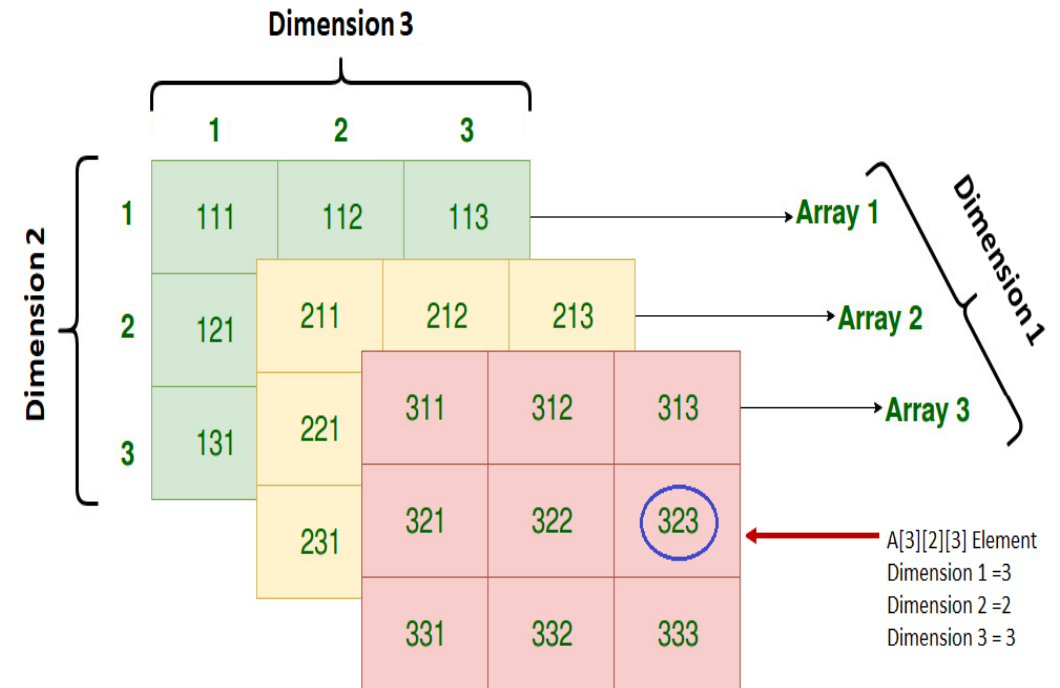 Dimension 3
1 2 3
Dimension 2
1 111 112 113 Array 1
Dimension 1
2 121 211 212 213 Array 2
311 312 313 Array 3
3 131 221
321 322 323
231
A[3][2][3] Element
Dimension 1 =3
Dimension 2 =2
331 332 333
Dimension 3 = 3